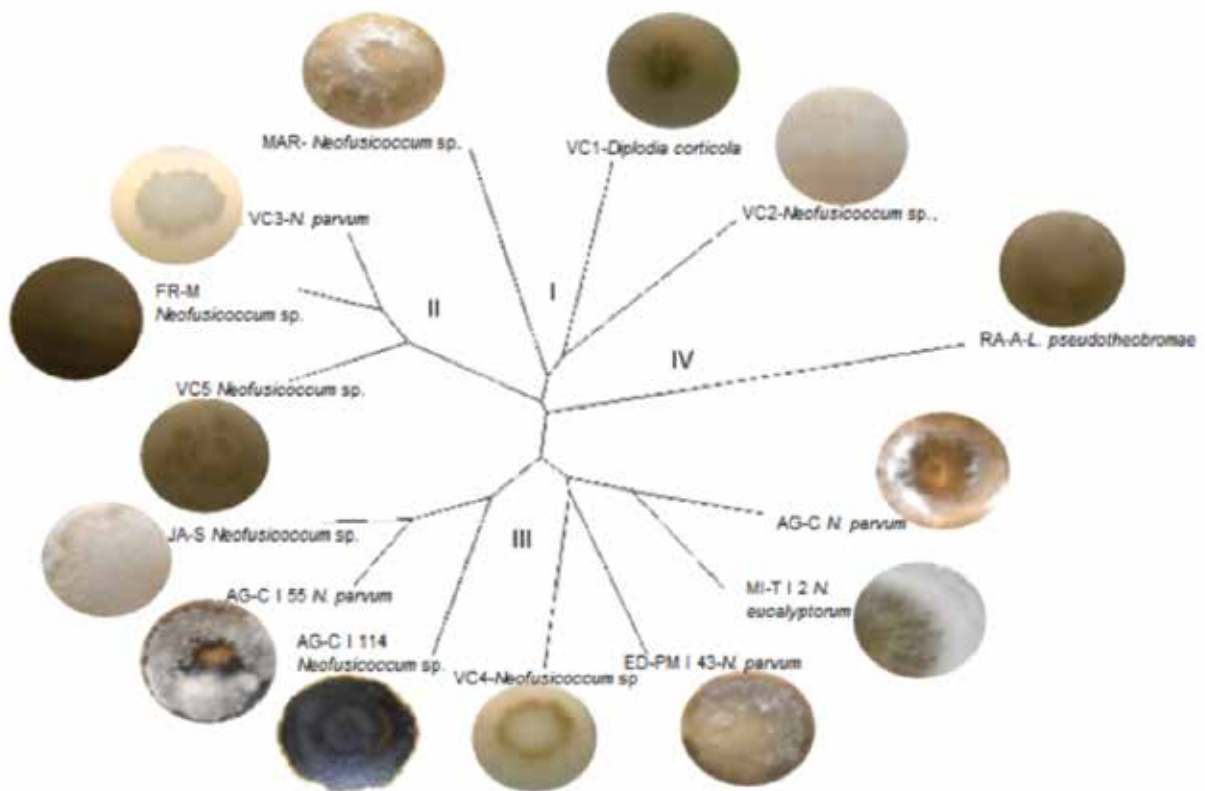 MAR- Neofusicoccum sp.
VC1-Diplodia corticola
VC2-Neofusicoccum sp.,
VC3-N. parvum
FR-M
Neofusicoccum sp.
I
II
IV
RA-A-L. pseudotheobromae
VC5 Neofusicoccum sp.
AG-C N. parvum
JA-S Neofusicoccum sp.
III
MI-T I 2 N.
eucalyptorum
AG-C I 55 N. parvum
AG-C I 114
Neofusicoccum sp.
ED-PM I 43-N. parvum
VC4-Neofusicoccum sp